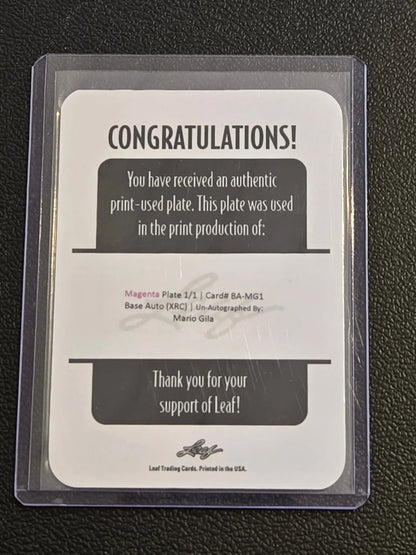 CONGRATULATIONS!
You have received an authentic
print-used plate. This plate was used
in the print production of:
Magenta Plate 1/1 | Card# BA-MG1
Base Auto (XRC) | Un-Autographed By:
Mario Gila
Thank you for your
support of Leaf!
Leaf
Leaf Trading Cards. Printed in the USA.